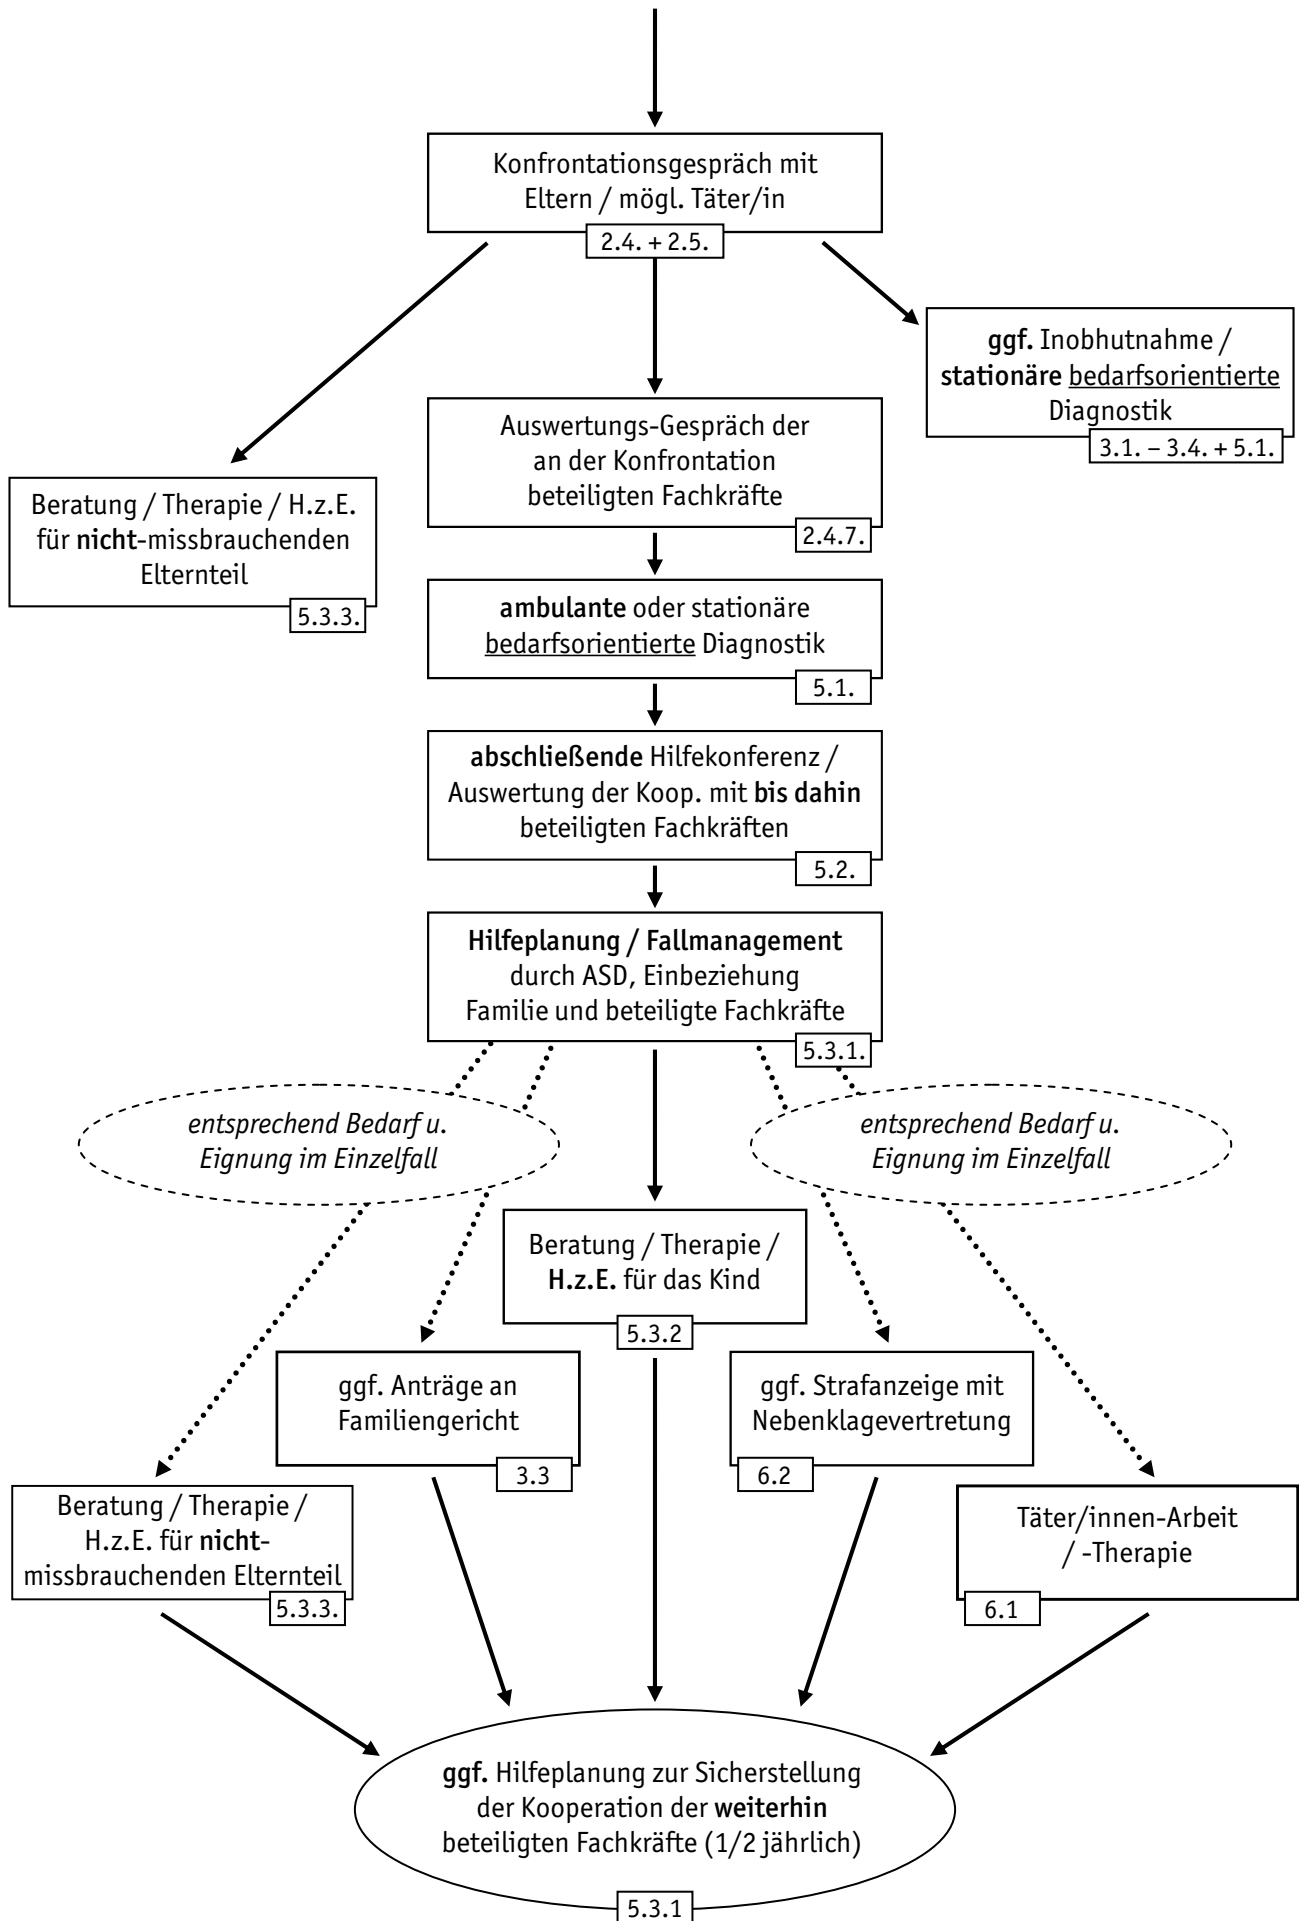 Konfrontationsgespräch mit
Eltern / mögl. Täter/in
2.4. + 2.5.
ggf. Inobhutnahme /
stationäre bedarfsorientierte
Diagnostik
3.1. – 3.4. + 5.1.
Auswertungs-Gespräch der
an der Konfrontation
beteiligten Fachkräfte
2.4.7.
Beratung / Therapie / H.z.E.
für nicht-missbrauchenden
Elternteil
5.3.3.
ambulante oder stationäre
bedarfsorientierte Diagnostik
5.1.
abschließende Hilfekonferenz /
Auswertung der Koop. mit bis dahin
beteiligten Fachkräften
5.2.
Hilfeplanung / Fallmanagement
durch ASD, Einbeziehung
Familie und beteiligte Fachkräfte
5.3.1.
entsprechend Bedarf u.
Eignung im Einzelfall
entsprechend Bedarf u.
Eignung im Einzelfall
Beratung / Therapie /
H.z.E. für das Kind
5.3.2
ggf. Anträge an
Familiengericht
3.3
ggf. Strafanzeige mit
Nebenklagevertretung
6.2
Beratung / Therapie /
H.z.E. für nicht-
missbrauchenden Elternteil
5.3.3.
Täter/innen-Arbeit
/ -Therapie
6.1
ggf. Hilfeplanung zur Sicherstellung
der Kooperation der weiterhin
beteiligten Fachkräfte (1/2 jährlich)
5.3.1